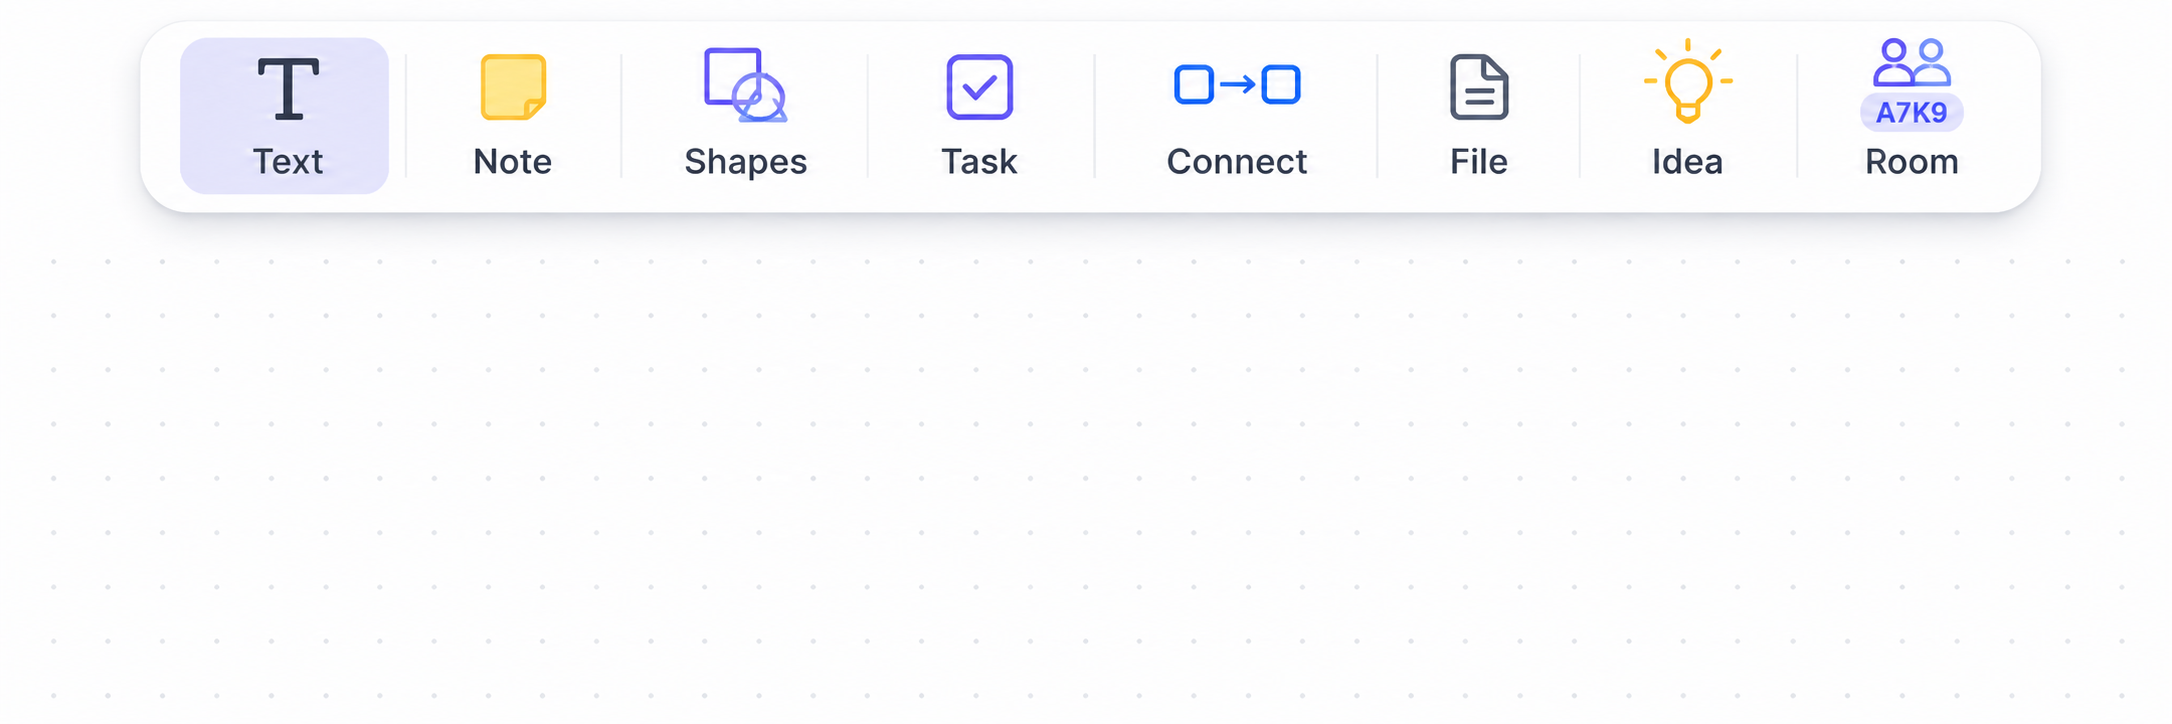 Text
Note
Shapes
Task
Connect
File
Idea
A7K9
Room